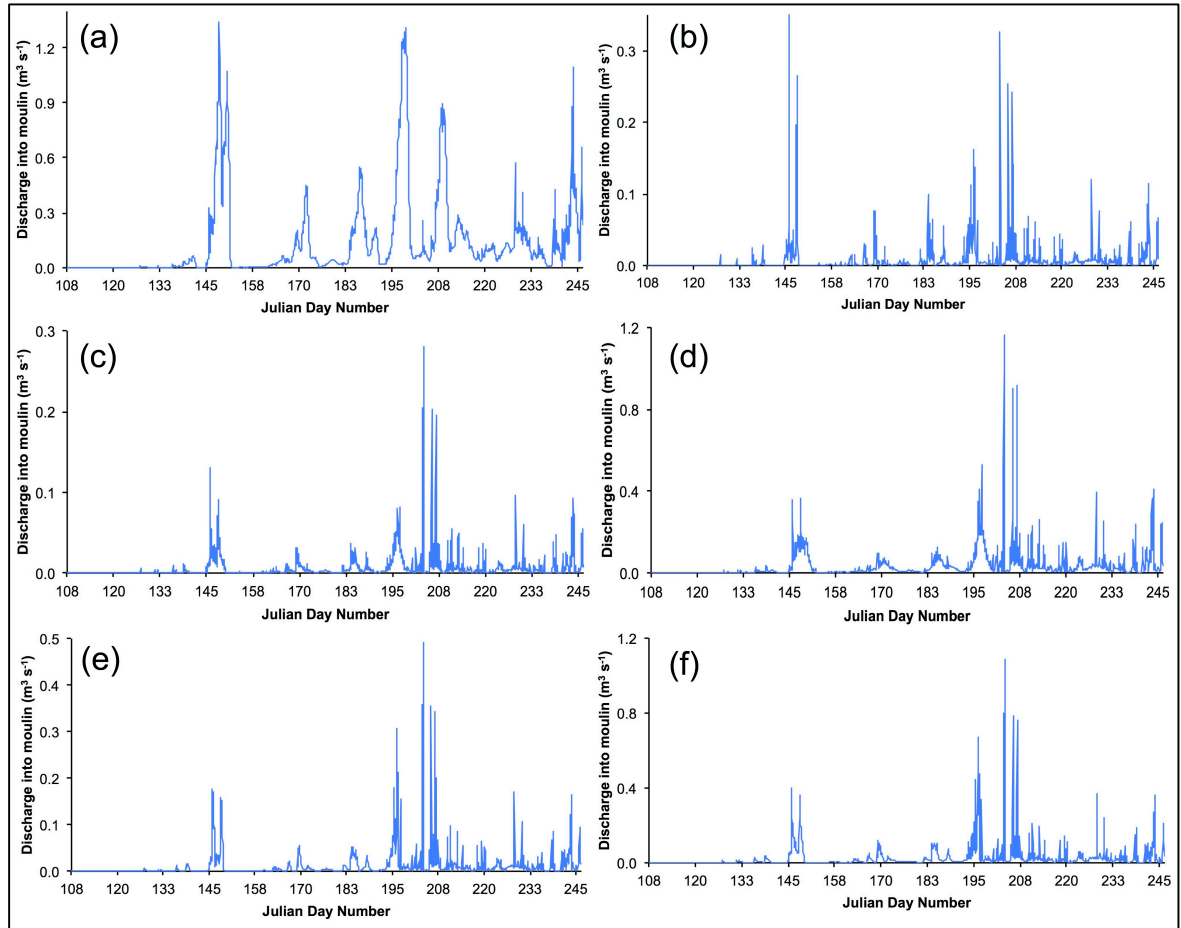 (a)
Discharge into moulin (m³ s⁻¹)
1.2
0.9
0.6
0.3
0.0
108 120 133 145 158 170 183 195 208 220 233 245
Julian Day Number
(b)
Discharge into moulin (m³ s⁻¹)
0.3
0.2
0.1
0.0
108 120 133 145 158 170 183 195 208 220 233 245
Julian Day Number
(c)
Discharge into moulin (m³ s⁻¹)
0.3
0.2
0.1
0.0
108 120 133 145 158 170 183 195 208 220 233 245
Julian Day Number
(d)
Discharge into moulin (m³ s⁻¹)
1.2
0.8
0.4
0.0
108 120 133 145 158 170 183 195 208 220 233 245
Julian Day Number
(e)
Discharge into moulin (m³ s⁻¹)
0.5
0.4
0.3
0.2
0.1
0.0
108 120 133 145 158 170 183 195 208 220 233 245
Julian Day Number
(f)
Discharge into moulin (m³ s⁻¹)
1.2
0.8
0.4
0.0
108 120 133 145 158 170 183 195 208 220 233 245
Julian Day Number